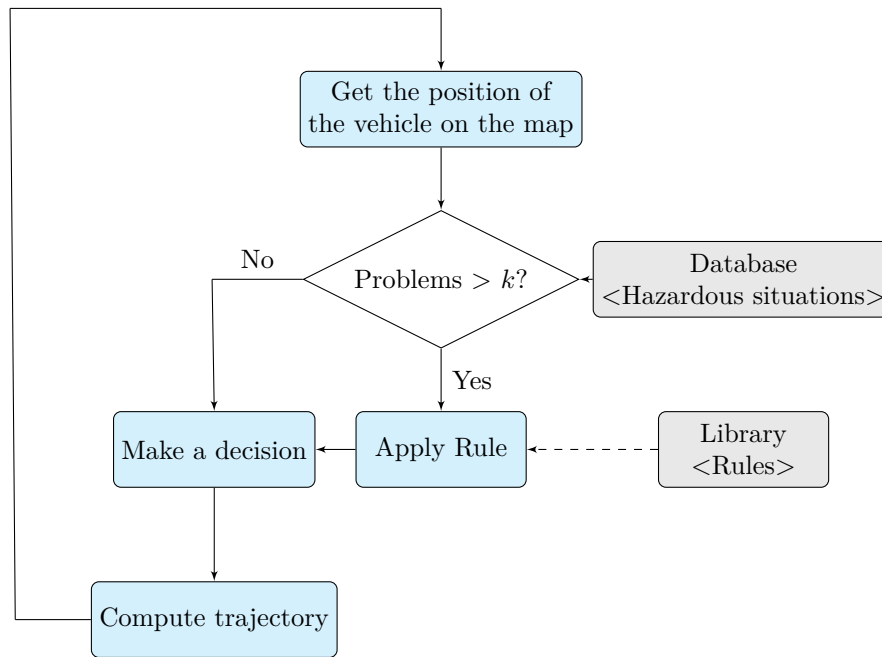 Get the position of
the vehicle on the map
No
Problems > k?
Database
<Hazardous situations>
Yes
Make a decision
Apply Rule
Library
<Rules>
Compute trajectory